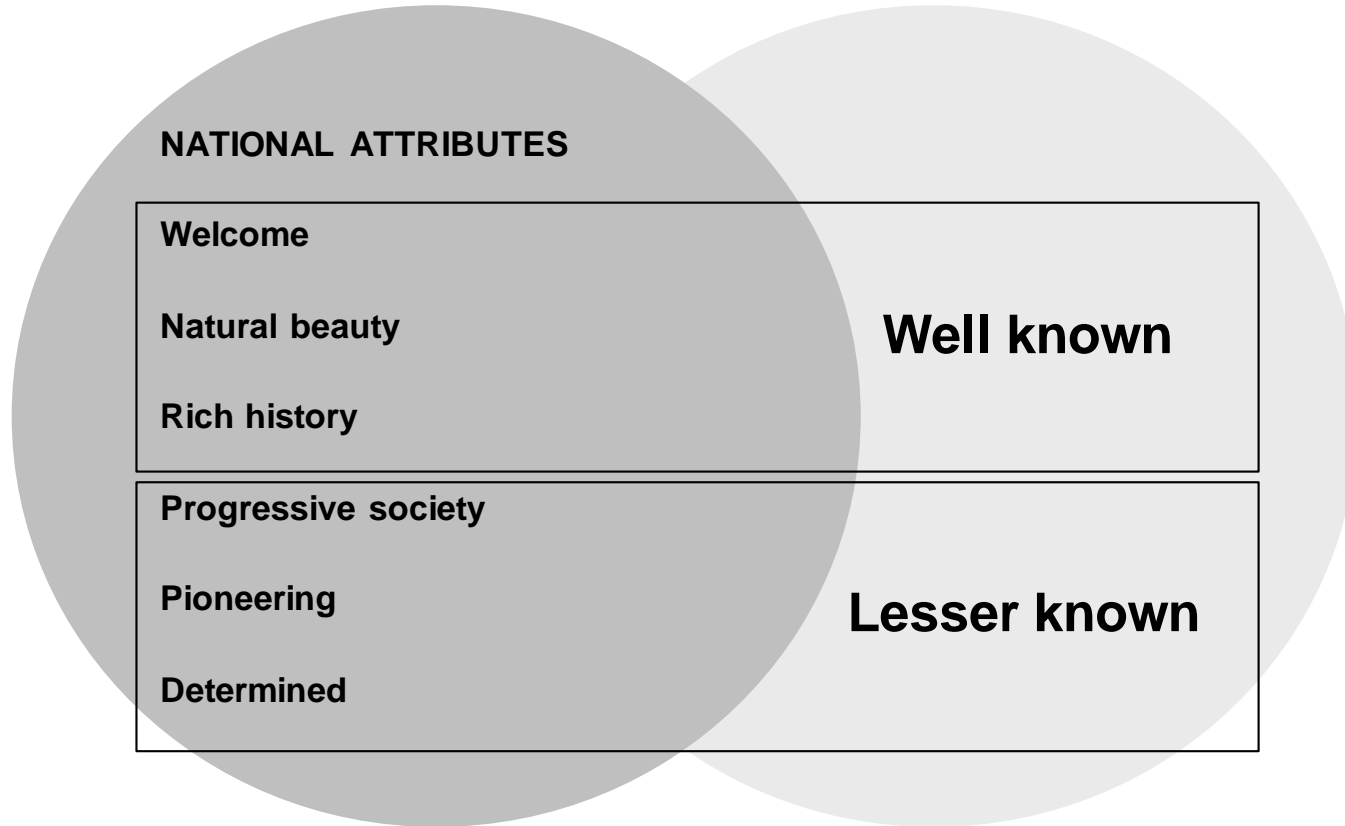 NATIONAL ATTRIBUTES
Welcome
Natural beauty
Rich history
Well known
Progressive society
Pioneering
Determined
Lesser known